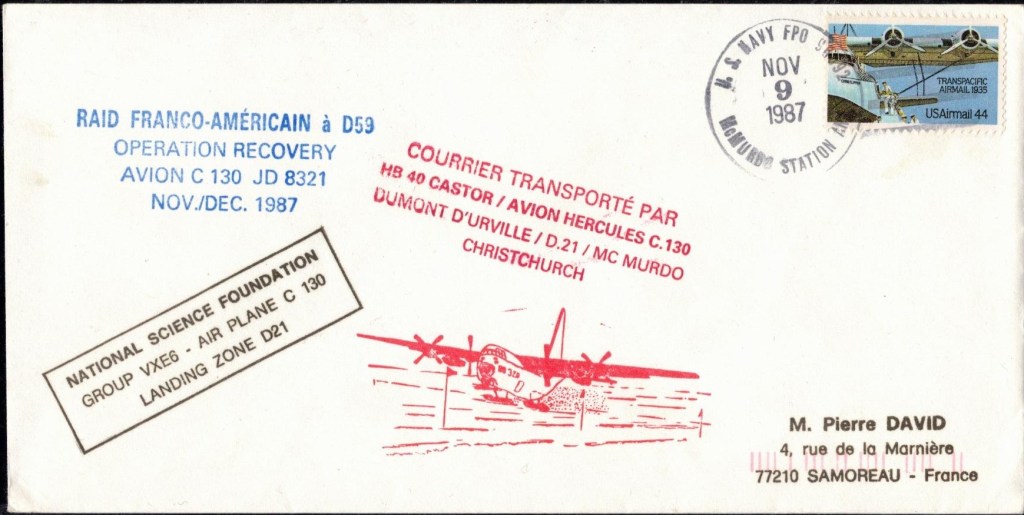 RAID FRANCO-AMÉRICAIN à D59
OPERATION RECOVERY
AVION C 130 JD 8321
NOV./DEC. 1987
COURRIER TRANSPORTÉ PAR
HB 40 CASTOR / AVION HERCULES C.130
DUMONT D'URVILLE / D.21 / MC MURDO
CHRISTCHURCH
U. S. NAVY FPO
NOV
9
1987
McMURDO STATION
TRANSPACIFIC
AIRMAIL 1935
USAirmail 44
NATIONAL SCIENCE FOUNDATION
GROUP VXE6 - AIR PLANE C 130
LANDING ZONE D21
M. Pierre DAVID
4, rue de la Marnière
77210 SAMOREAU - France